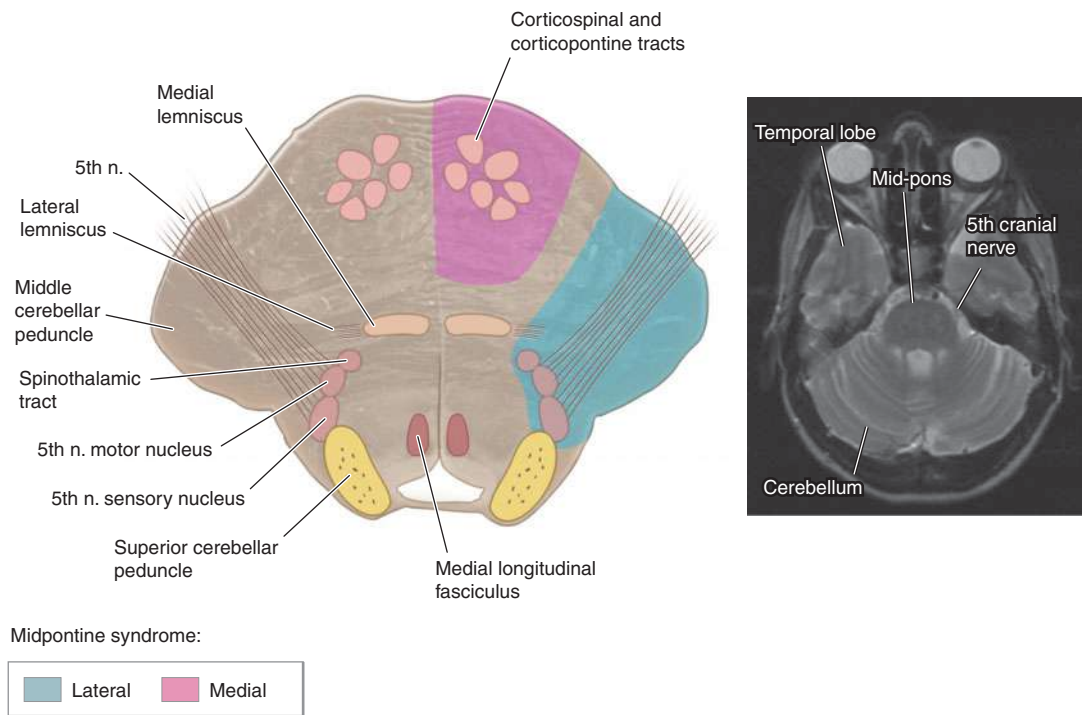 Corticospinal and
corticopontine tracts
Medial
lemniscus
5th n.
Lateral
lemniscus
Middle
cerebellar
peduncle
Spinothalamic
tract
5th n. motor nucleus
5th n. sensory nucleus
Superior cerebellar
peduncle
Medial longitudinal
fasciculus
Temporal lobe
Mid-pons
5th cranial
nerve
Cerebellum
Midpontine syndrome:
Lateral
Medial